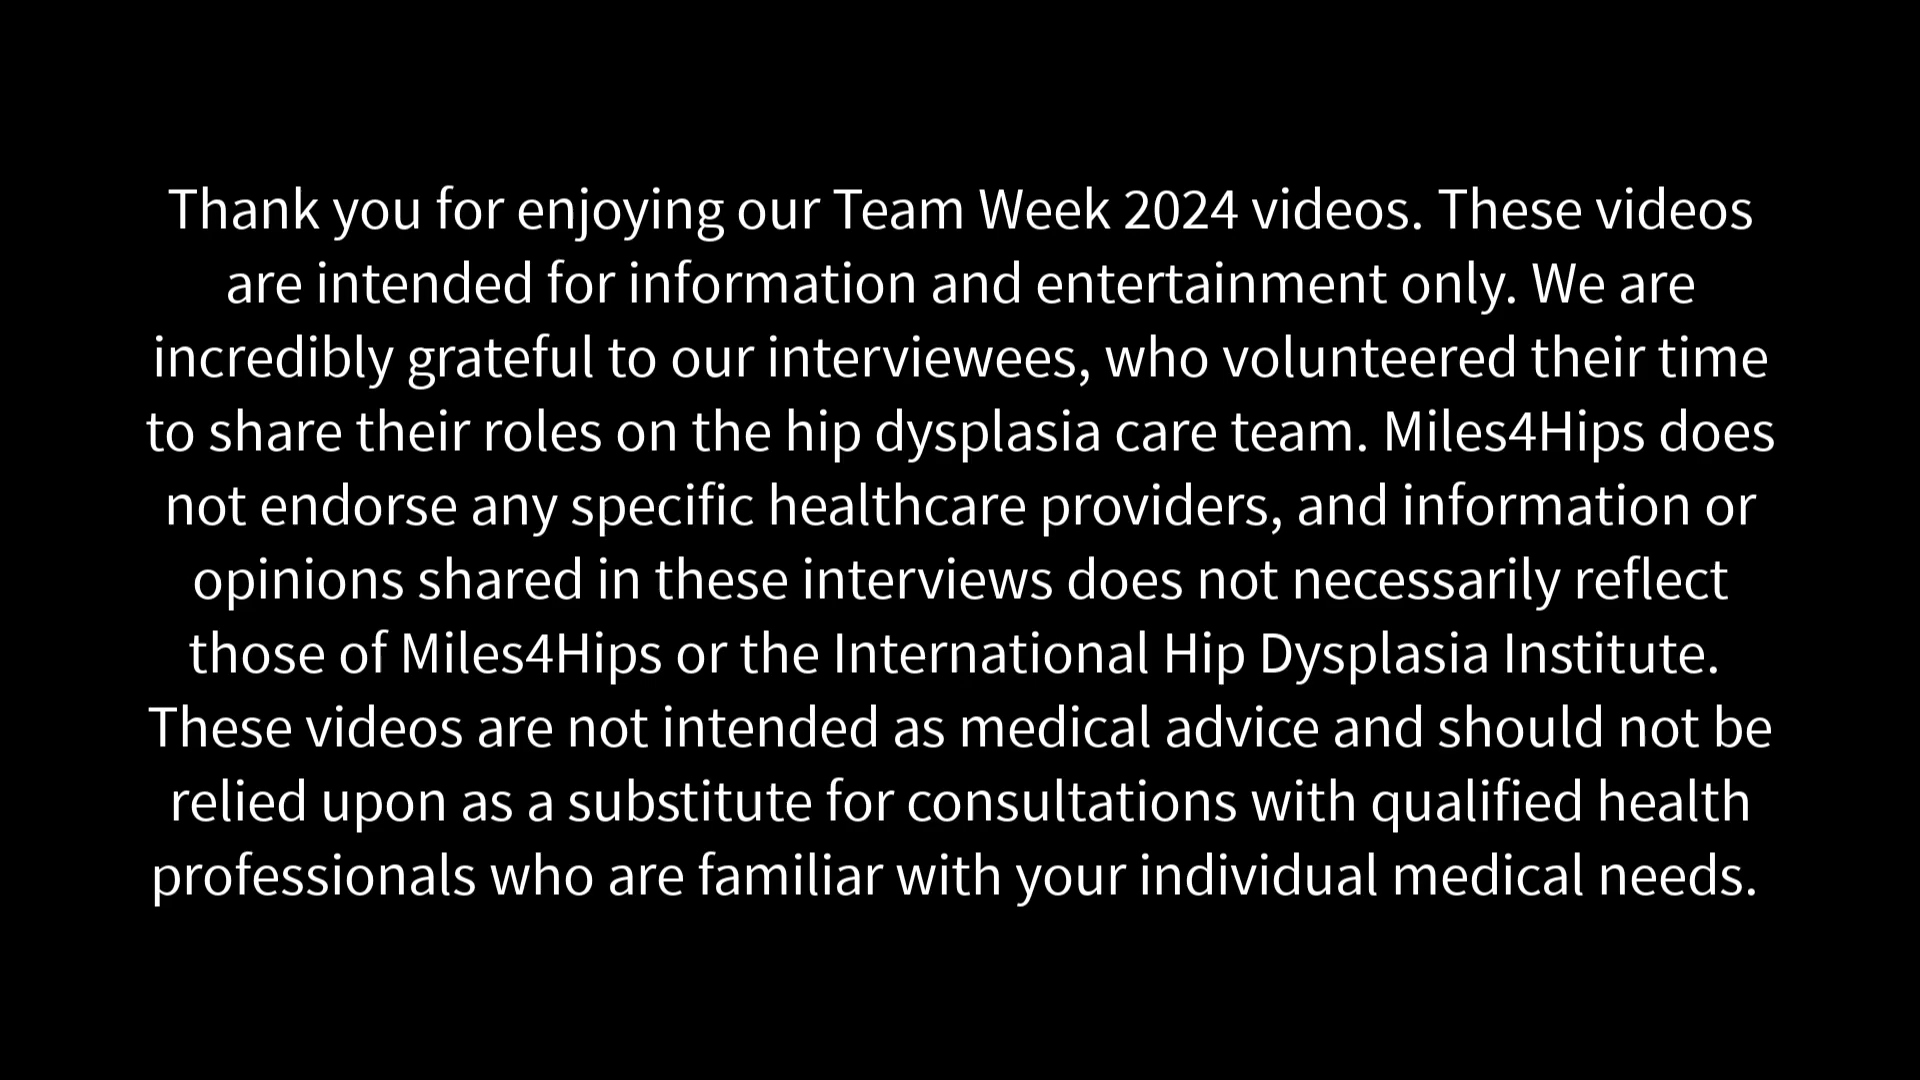 Thank you for enjoying our Team Week 2024 videos. These videos
are intended for information and entertainment only. We are
incredibly grateful to our interviewees, who volunteered their time
to share their roles on the hip dysplasia care team. Miles4Hips does
not endorse any specific healthcare providers, and information or
opinions shared in these interviews does not necessarily reflect
those of Miles4Hips or the International Hip Dysplasia Institute.
These videos are not intended as medical advice and should not be
relied upon as a substitute for consultations with qualified health
professionals who are familiar with your individual medical needs.